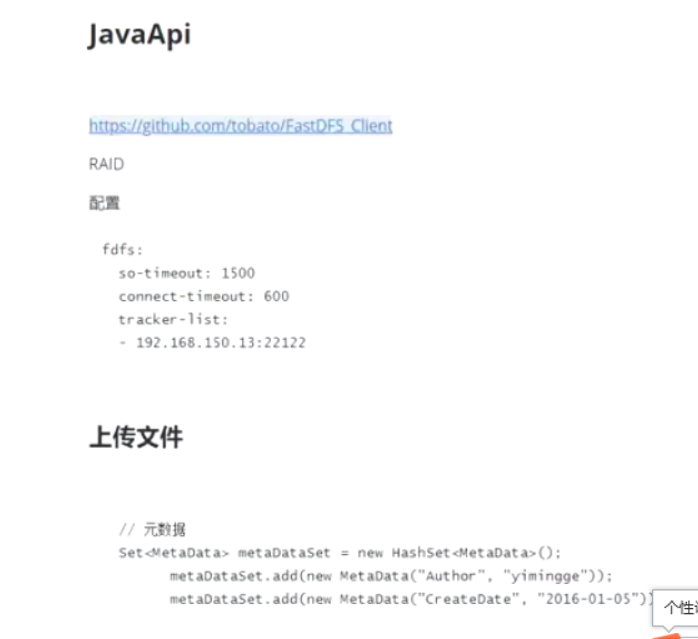 JavaApi
https://github.com/tobato/FastDFS_Client
RAID
配置
fdfs:
so-timeout: 1500
connect-timeout: 600
tracker-list:
- 192.168.150.13:22122
上传文件
// 元数据
Set<MetaData> metaDataSet = new HashSet<MetaData>();
metaDataSet.add(new MetaData("Author", "yimingge"));
metaDataSet.add(new MetaData("CreateDate", "2016-01-05"))
个性